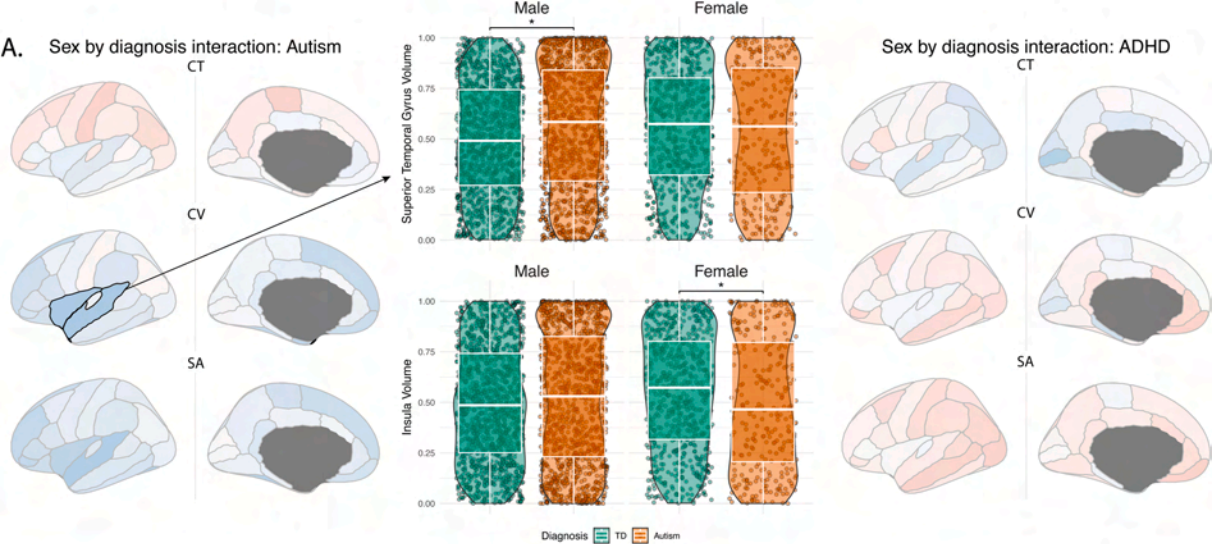 A.
Sex by diagnosis interaction: Autism
CT
CV
SA
Male
Female
*
Superior Temporal Gyrus Volume
1.00
0.75
0.50
0.25
0.00
Male
Female
*
Insula Volume
1.00
0.75
0.50
0.25
0.00
Diagnosis TD Autism
Sex by diagnosis interaction: ADHD
CT
CV
SA